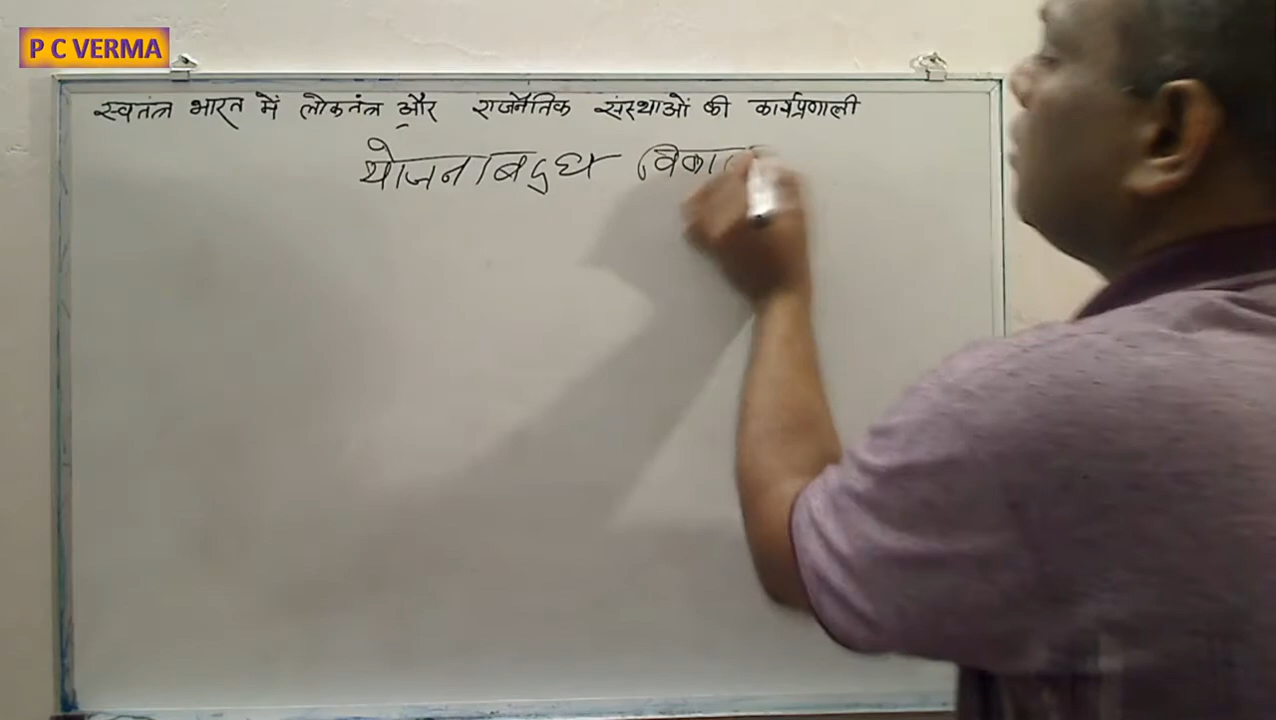 P C VERMA
स्वतंत्र भारत में लोकतंत्र और राजनैतिक संस्थाओं की कार्यप्रणाली
योजनाबद्ध